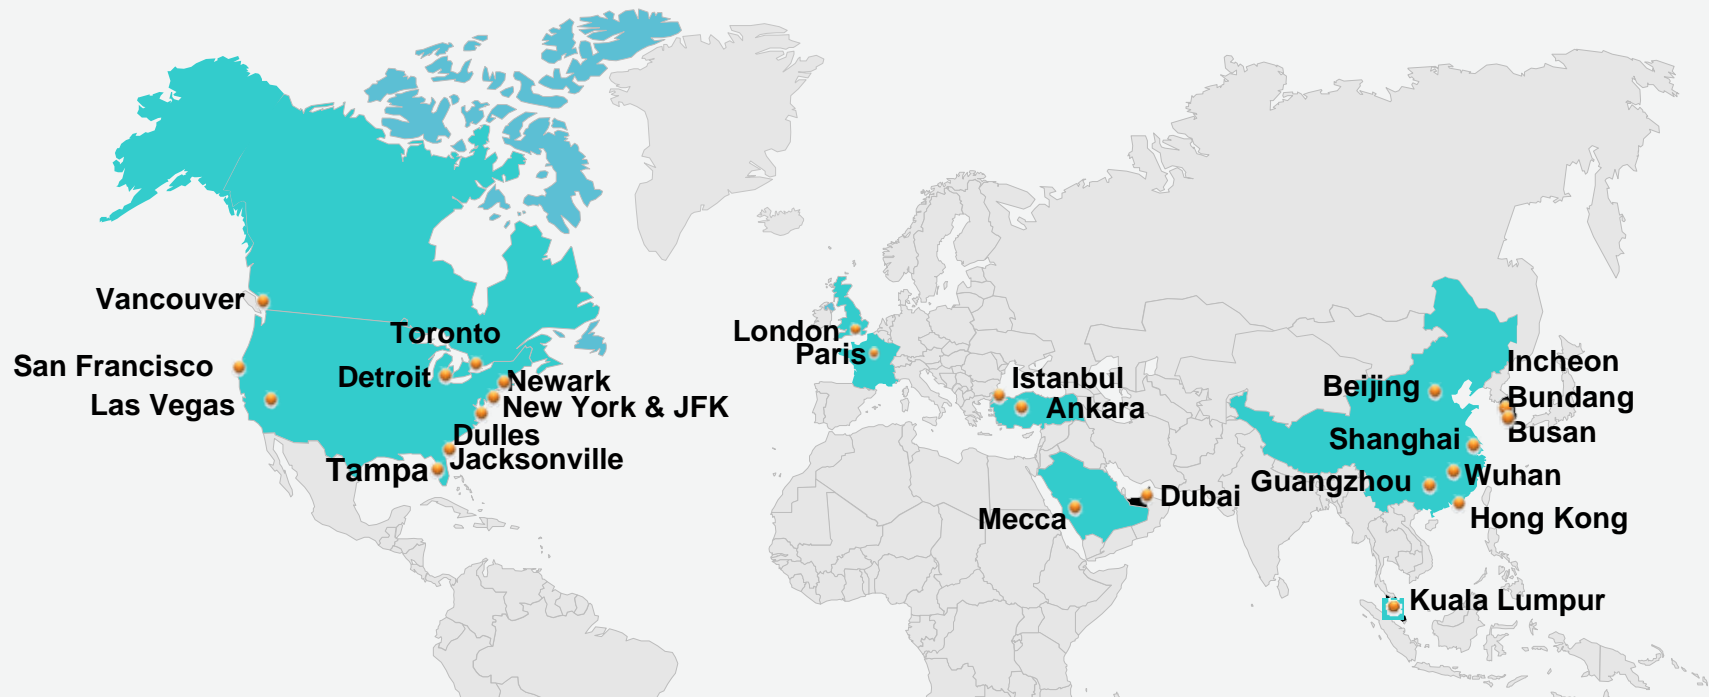 Vancouver
Toronto
San Francisco
Detroit
Newark
Las Vegas
New York & JFK
Dulles
Jacksonville
Tampa
London
Paris
Istanbul
Ankara
Mecca
Dubai
Incheon
Beijing
Bundang
Busan
Shanghai
Wuhan
Guangzhou
Hong Kong
Kuala Lumpur